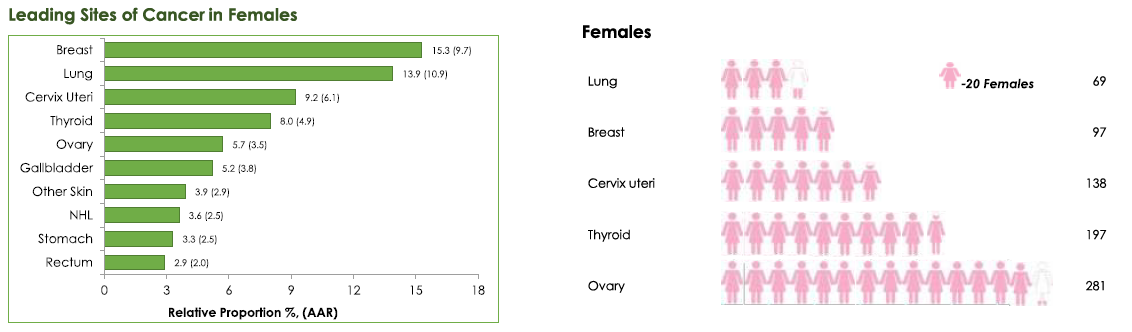 Leading Sites of Cancer in Females
Breast 15.3 (9.7)
Lung 13.9 (10.9)
Cervix Uteri 9.2 (6.1)
Thyroid 8.0 (4.9)
Ovary 5.7 (3.5)
Gallbladder 5.2 (3.8)
Other Skin 3.9 (2.9)
NHL 3.6 (2.5)
Stomach 3.3 (2.5)
Rectum 2.9 (2.0)
0 3 6 9 12 15 18
Relative Proportion %, (AAR)
Females
Lung -20 Females 69
Breast 97
Cervix uteri 138
Thyroid 197
Ovary 281